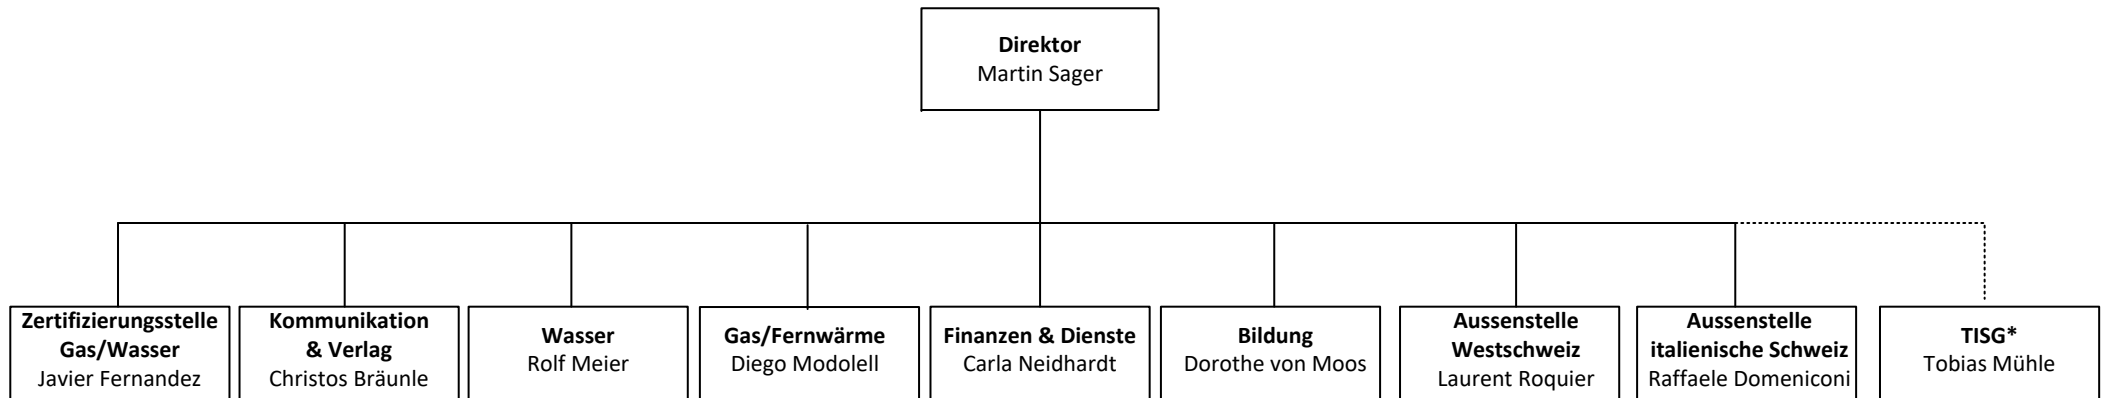 Direktor
Martin Sager
Zertifizierungsstelle
Gas/Wasser
Javier Fernandez
Kommunikation
& Verlag
Christos Bräunle
Wasser
Rolf Meier
Gas/Fernwärme
Diego Modolell
Finanzen & Dienste
Carla Neidhardt
Bildung
Dorothe von Moos
Aussenstelle
Westschweiz
Laurent Roquier
Aussenstelle
italienische Schweiz
Raffaele Domeniconi
TISG*
Tobias Mühle